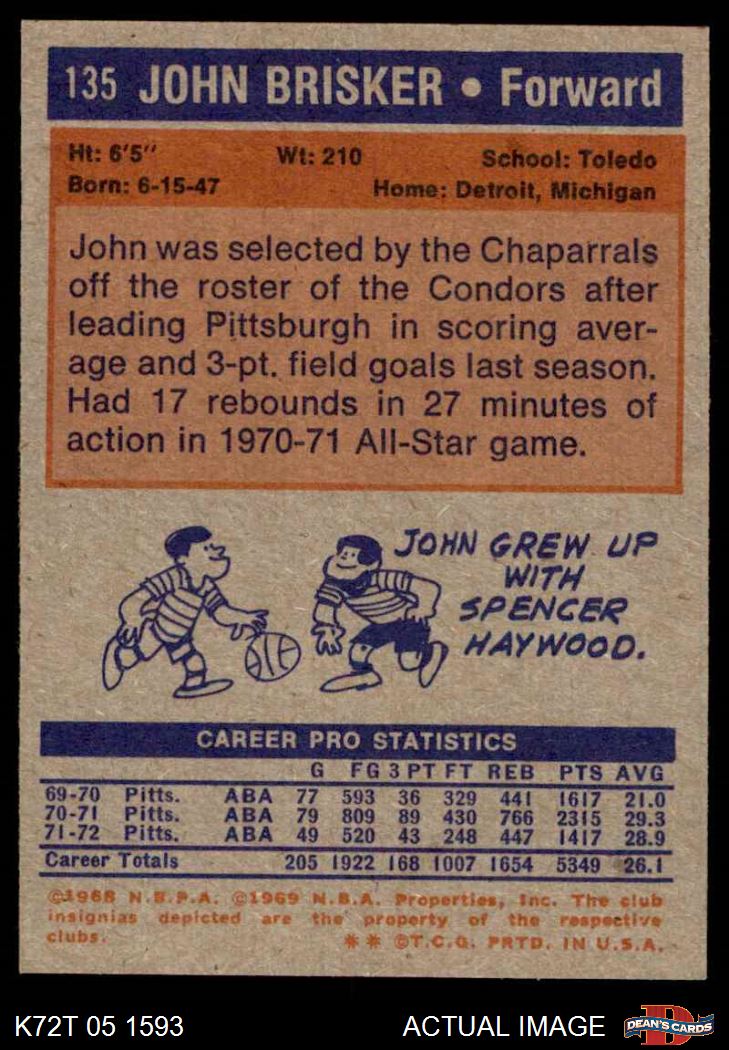 135 JOHN BRISKER • Forward
Ht: 6'5" Wt: 210 School: Toledo
Born: 6-15-47 Home: Detroit, Michigan
John was selected by the Chaparrals
off the roster of the Condors after
leading Pittsburgh in scoring aver-
age and 3-pt. field goals last season.
Had 17 rebounds in 27 minutes of
action in 1970-71 All-Star game.
JOHN GREW UP
WITH
SPENCER
HAYWOOD.
CAREER PRO STATISTICS
G FG 3 PT FT REB PTS AVG
69-70 Pitts. ABA 77 593 36 329 441 1617 21.0
70-71 Pitts. ABA 79 809 89 430 766 2315 29.3
71-72 Pitts. ABA 49 520 43 248 447 1417 28.9
Career Totals 205 1922 168 1007 1654 5349 26.1
©1968 N.B.P.A. ©1969 N.B.A. Properties, Inc. The club
insignias depicted are the property of the respective
clubs. ** ©T.C.G. PRTD. IN U.S.A.
K72T 05 1593 ACTUAL IMAGE
D
DEAN'S CARDS